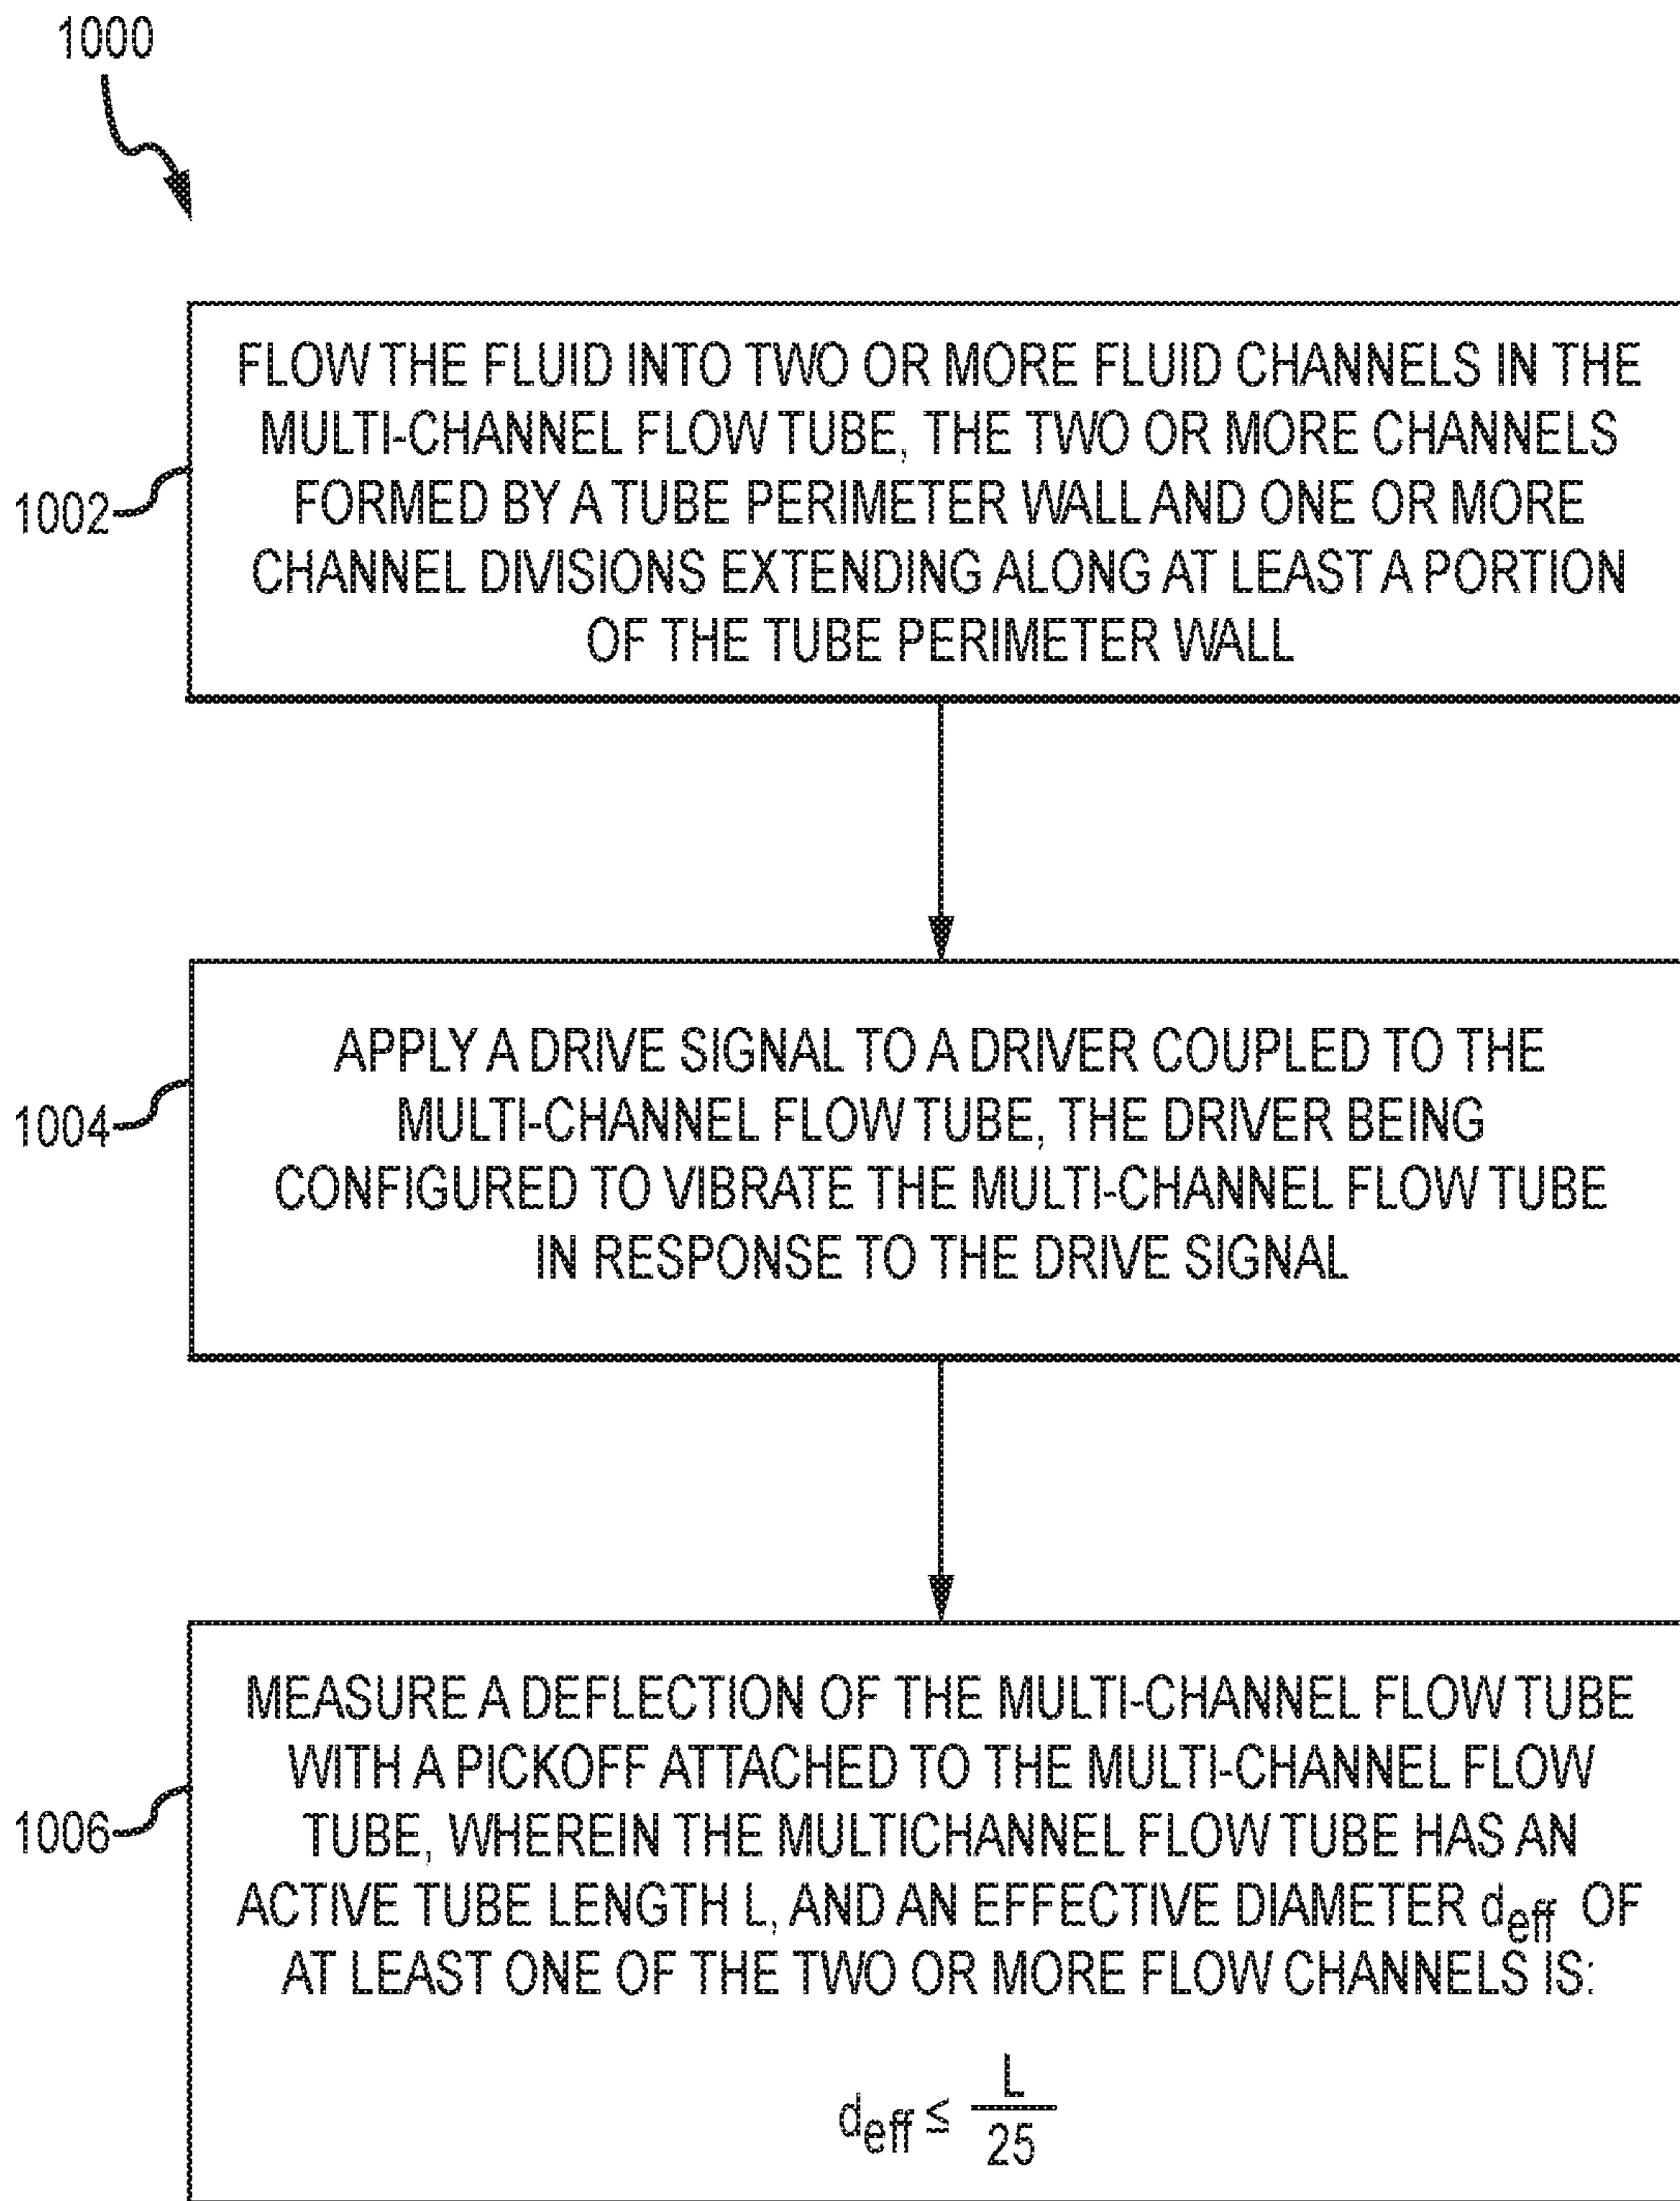 1000
FLOW THE FLUID INTO TWO OR MORE FLUID CHANNELS IN THE
MULTI-CHANNEL FLOW TUBE, THE TWO OR MORE CHANNELS
1002
FORMED BY A TUBE PERIMETER WALL AND ONE OR MORE
CHANNEL DIVISIONS EXTENDING ALONG AT LEAST A PORTION
OF THE TUBE PERIMETER WALL
APPLY A DRIVE SIGNAL TO A DRIVER COUPLED TO THE
1004
MULTI-CHANNEL FLOW TUBE, THE DRIVER BEING
CONFIGURED TO VIBRATE THE MULTI-CHANNEL FLOW TUBE
IN RESPONSE TO THE DRIVE SIGNAL
MEASURE A DEFLECTION OF THE MULTI-CHANNEL FLOW TUBE
WITH A PICKOFF ATTACHED TO THE MULTI-CHANNEL FLOW
1006
TUBE, WHEREIN THE MULTICHANNEL FLOW TUBE HAS AN
ACTIVE TUBE LENGTH L, AND AN EFFECTIVE DIAMETER deff OF
AT LEAST ONE OF THE TWO OR MORE FLOW CHANNELS IS:
deff ≤ L/25